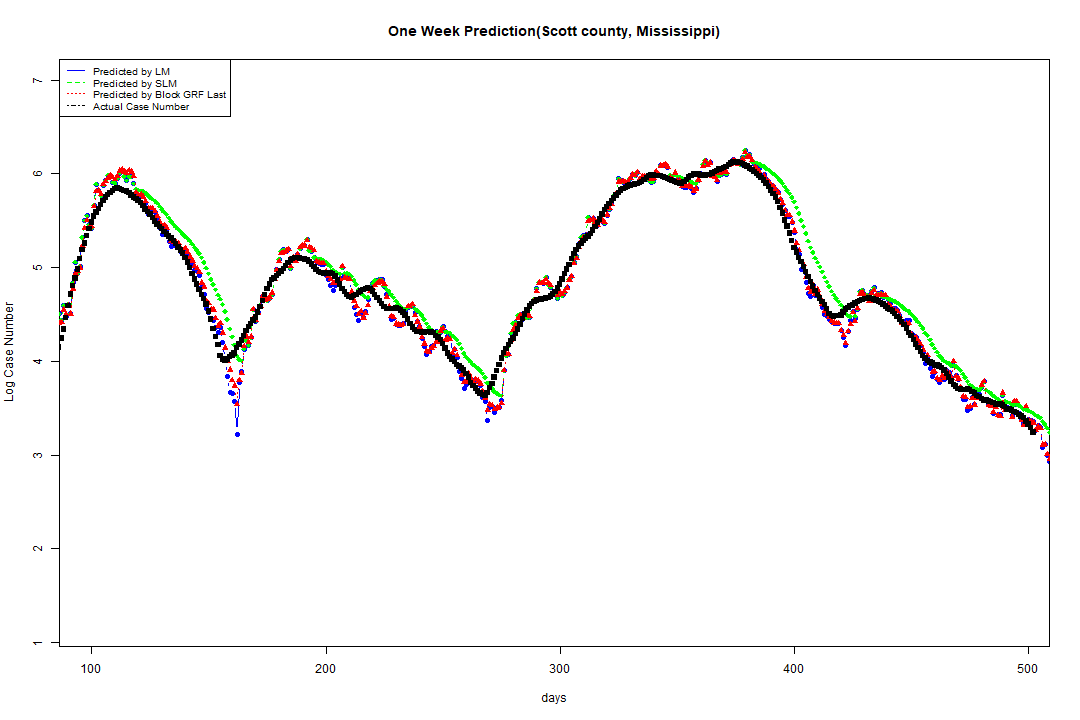 One Week Prediction(Scott county, Mississippi)
Predicted by LM
Predicted by SLM
Predicted by Block GRF Last
Actual Case Number
7
6
5
4
3
2
1
Log Case Number
100 200 300 400 500
days